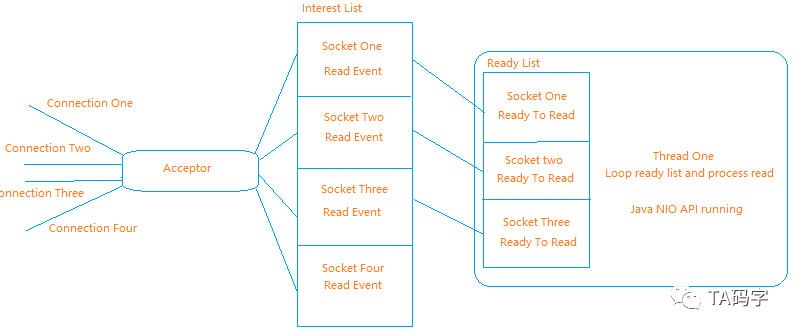 Interest List
Socket One
Read Event
Socket Two
Read Event
Socket Three
Read Event
Socket Four
Read Event
Connection One
Connection Two
Connection Three
Connection Four
Acceptor
Ready List
Socket One
Ready To Read
Scoket two
Ready To Read
Socket Three
Ready To Read
Thread One
Loop ready list and process read
Java NIO API running
TA码字